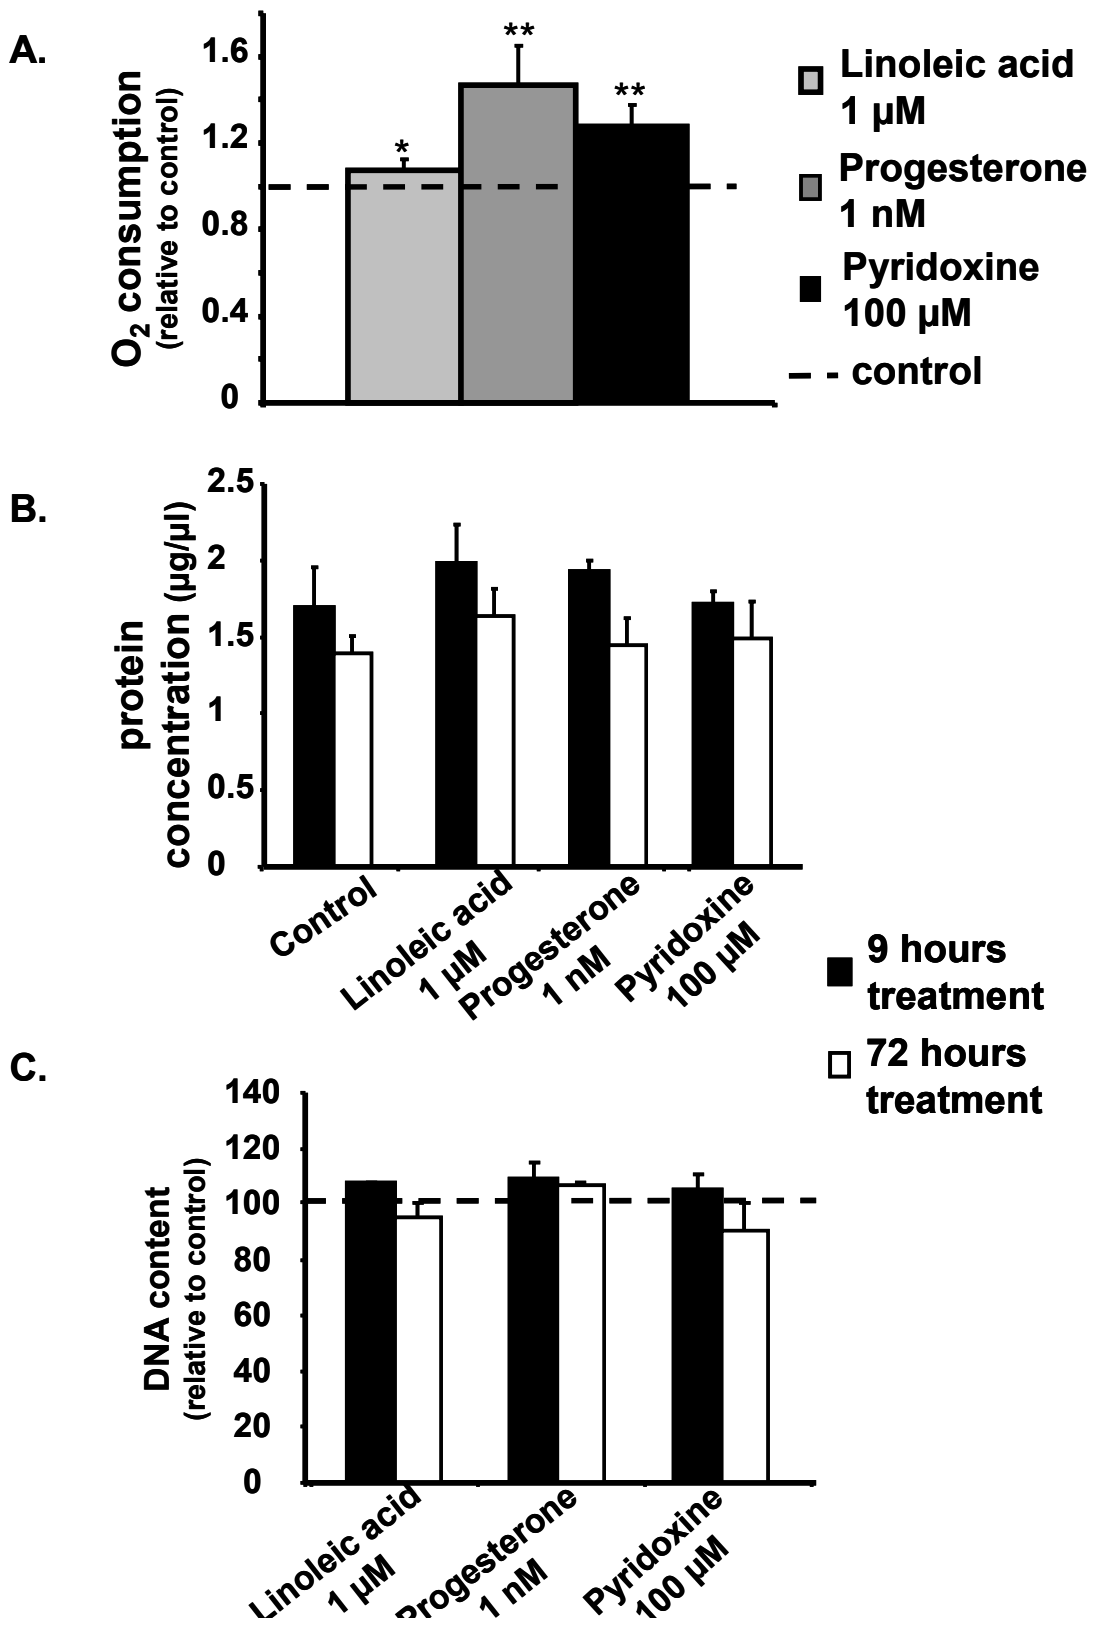 A.
O2 consumption
(relative to control)
1.6
1.2
0.8
0.4
0
*
**
**
Linoleic acid
1 µM
Progesterone
1 nM
Pyridoxine
100 µM
control
B.
protein
concentration (µg/µl)
2.5
2
1.5
1
0.5
0
Control
Linoleic acid
1 µM
Progesterone
1 nM
Pyridoxine
100 µM
9 hours
treatment
72 hours
treatment
C.
DNA content
(relative to control)
140
120
100
80
60
40
20
0
Linoleic acid
1 µM
Progesterone
1 nM
Pyridoxine
100 µM